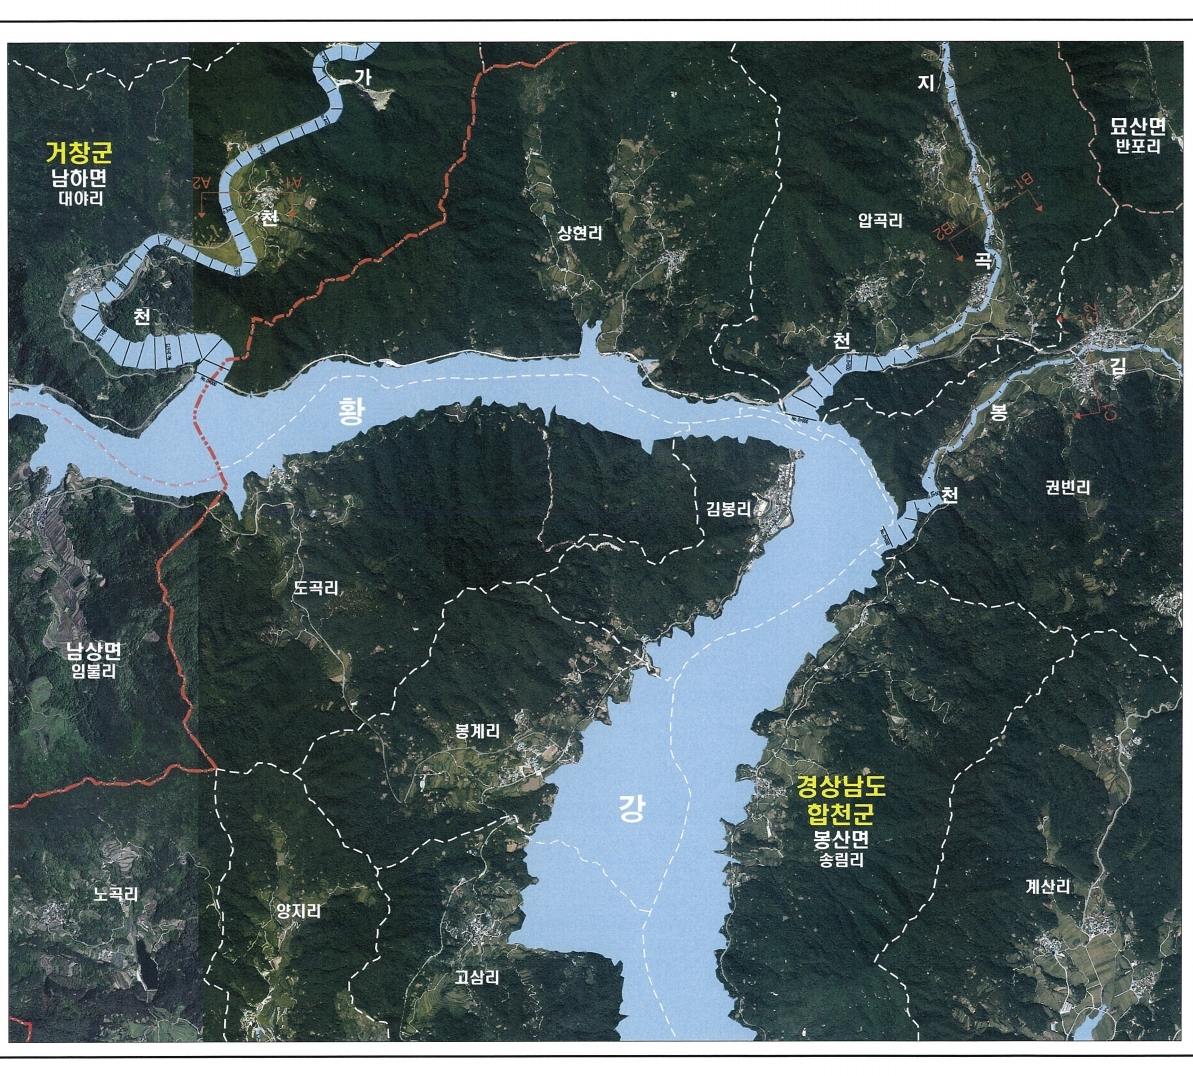 가
지
묘산면
반포리
거창군
남하면
대야리
A2
A1
천
B1
B2
압곡리
상현리
곡
천
천
김
황
봉
천
권빈리
김봉리
도곡리
남상면
임불리
봉계리
강
경상남도
합천군
봉산면
송림리
노곡리
양지리
계산리
고삼리